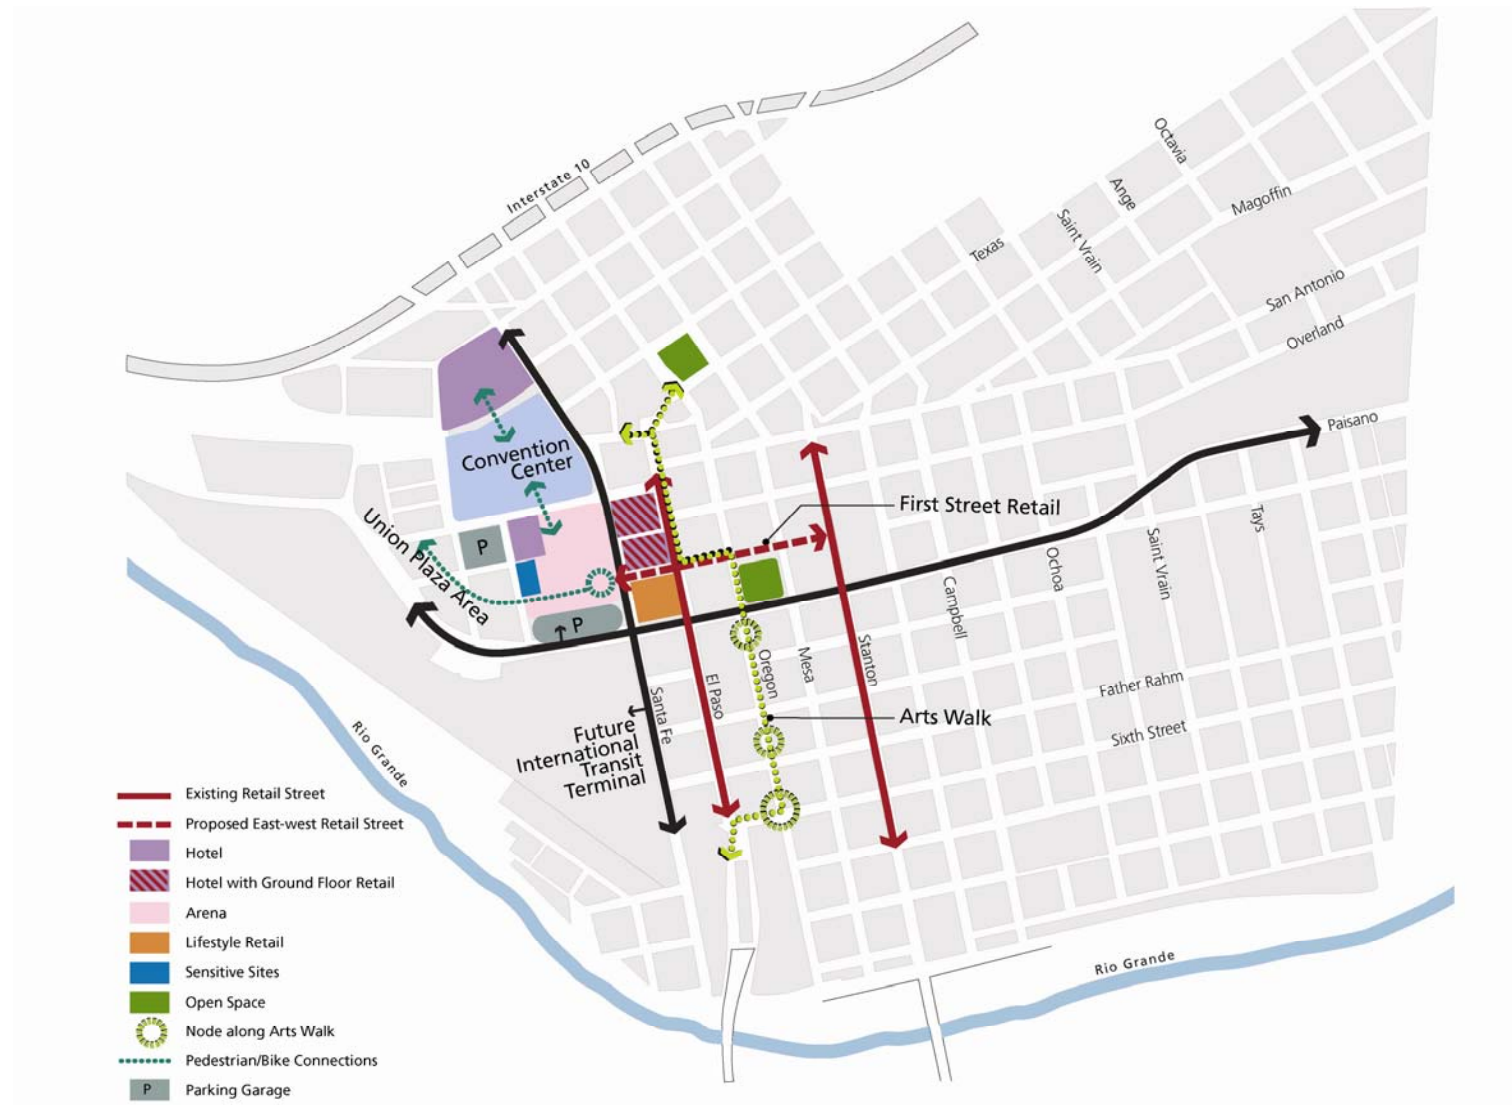 Interstate 10
Octavia
Ange
Magoffin
Saint Vrain
Texas
San Antonio
Overland
Paisano
Convention
Center
First Street Retail
Union Plaza Area
P
P
Tays
Saint Vrain
Ochoa
Campbell
Stanton
Mesa
Oregon
El Paso
Santa Fe
Father Rahm
Sixth Street
Arts Walk
Future
International
Transit
Terminal
Rio Grande
Rio Grande
Existing Retail Street
Proposed East-west Retail Street
Hotel
Hotel with Ground Floor Retail
Arena
Lifestyle Retail
Sensitive Sites
Open Space
Node along Arts Walk
Pedestrian/Bike Connections
P Parking Garage